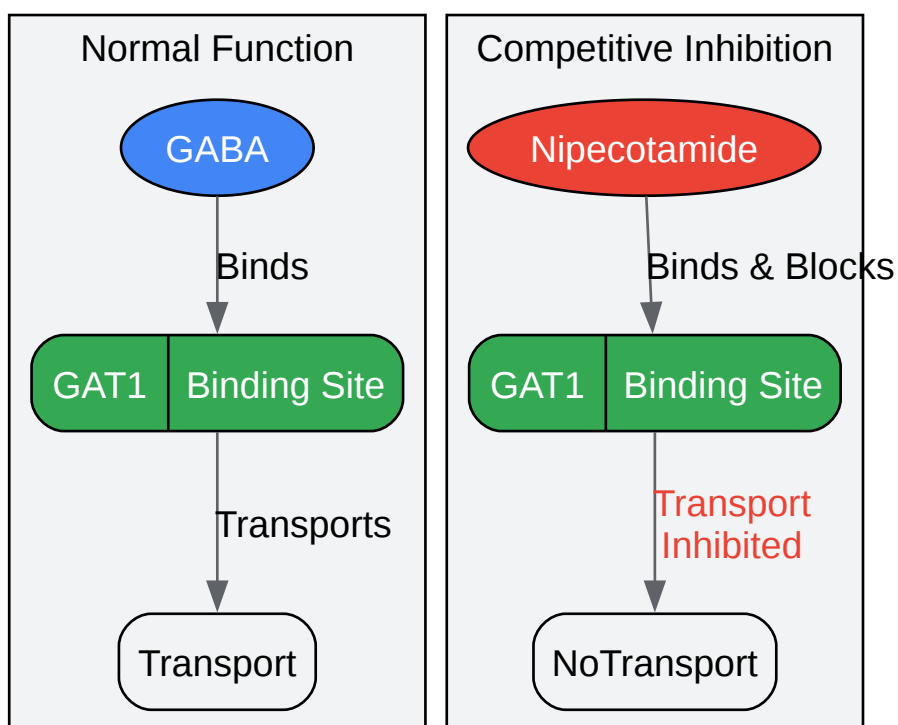 Normal Function
GABA
Binds
GAT1
Binding Site
Transports
Transport
Competitive Inhibition
Nipecotamide
Binds & Blocks
GAT1
Binding Site
Transport
Inhibited
NoTransport